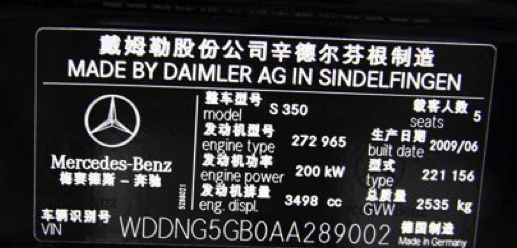 戴姆勒股份公司辛德尔芬根制造
MADE BY DAIMLER AG IN SINDELFINGEN
整车型号
model S 350
载客人数
seats 5
发动机型号
engine type 272 965
生产日期
built date 2009/06
Mercedes-Benz
梅赛德斯 - 奔驰
发动机功率
engine power 200 kW
型式
type 221 156
发动机排量
engl. displ. 3498 cc
总质量
GVW 2535 kg
车辆识别号
VIN WDDNG5GB0AA289002
德国制造
Made in Germany